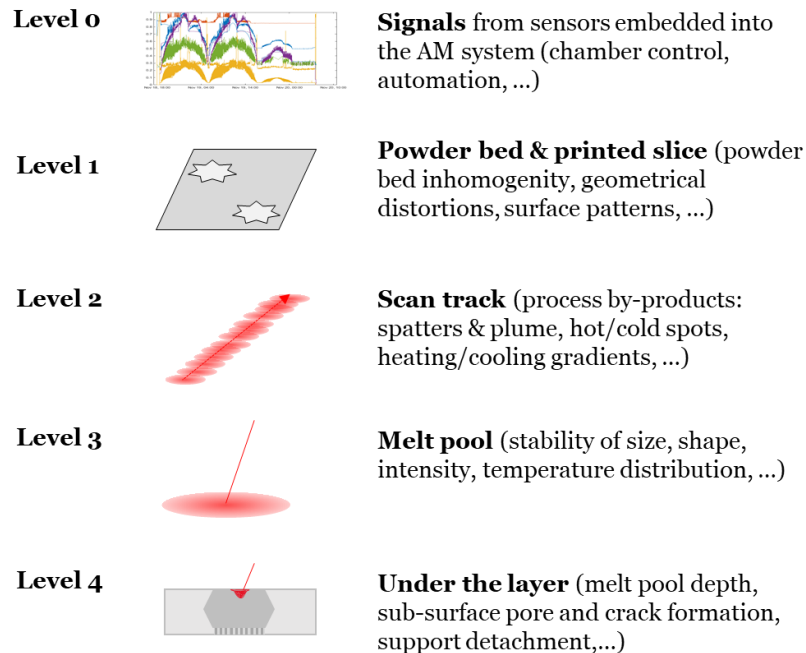 Level 0
Signals from sensors embedded into
the AM system (chamber control,
automation, ...)
Level 1
Powder bed & printed slice (powder
bed inhomogenity, geometrical
distortions, surface patterns, ...)
Level 2
Scan track (process by-products:
spatters & plume, hot/cold spots,
heating/cooling gradients, ...)
Level 3
Melt pool (stability of size, shape,
intensity, temperature distribution, ...)
Level 4
Under the layer (melt pool depth,
sub-surface pore and crack formation,
support detachment,...)